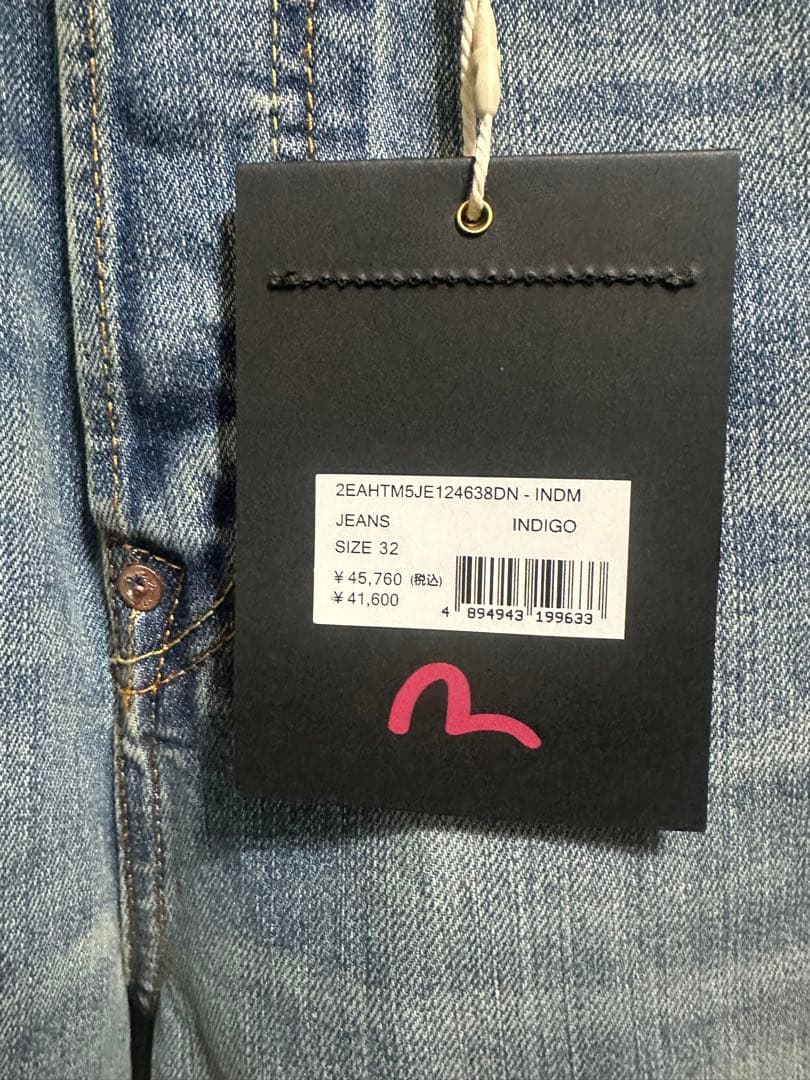 2EAHTM5JE124638DN - INDM
JEANS INDIGO
SIZE 32
¥ 45,760 (税込)
¥ 41,600
4 894943 199633